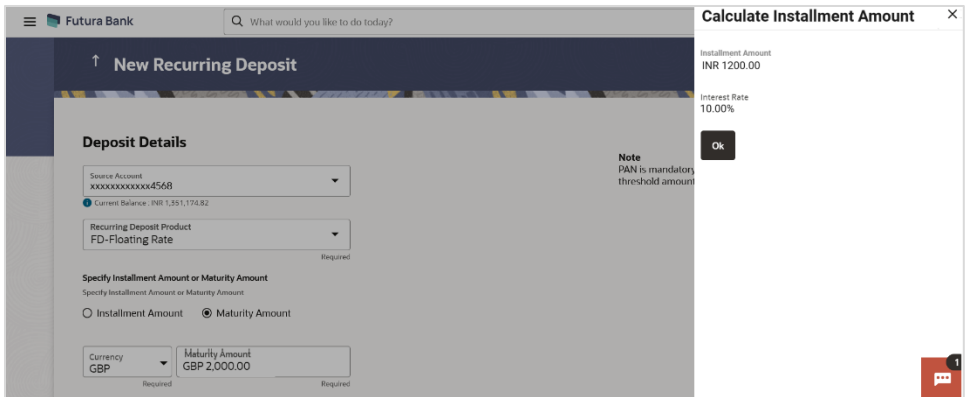 Futura Bank
What would you like to do today?
New Recurring Deposit
Deposit Details
Source Account
xxxxxxxxxxxx4568
Current Balance : INR 1,351,174.82
Recurring Deposit Product
FD-Floating Rate
Required
Specify Installment Amount or Maturity Amount
Specify Installment Amount or Maturity Amount
Installment Amount
Maturity Amount
Currency
GBP
Required
Maturity Amount
GBP 2,000.00
Required
Note
PAN is mandatory
threshold amount
Calculate Installment Amount
Installment Amount
INR 1200.00
Interest Rate
10.00%
Ok
1